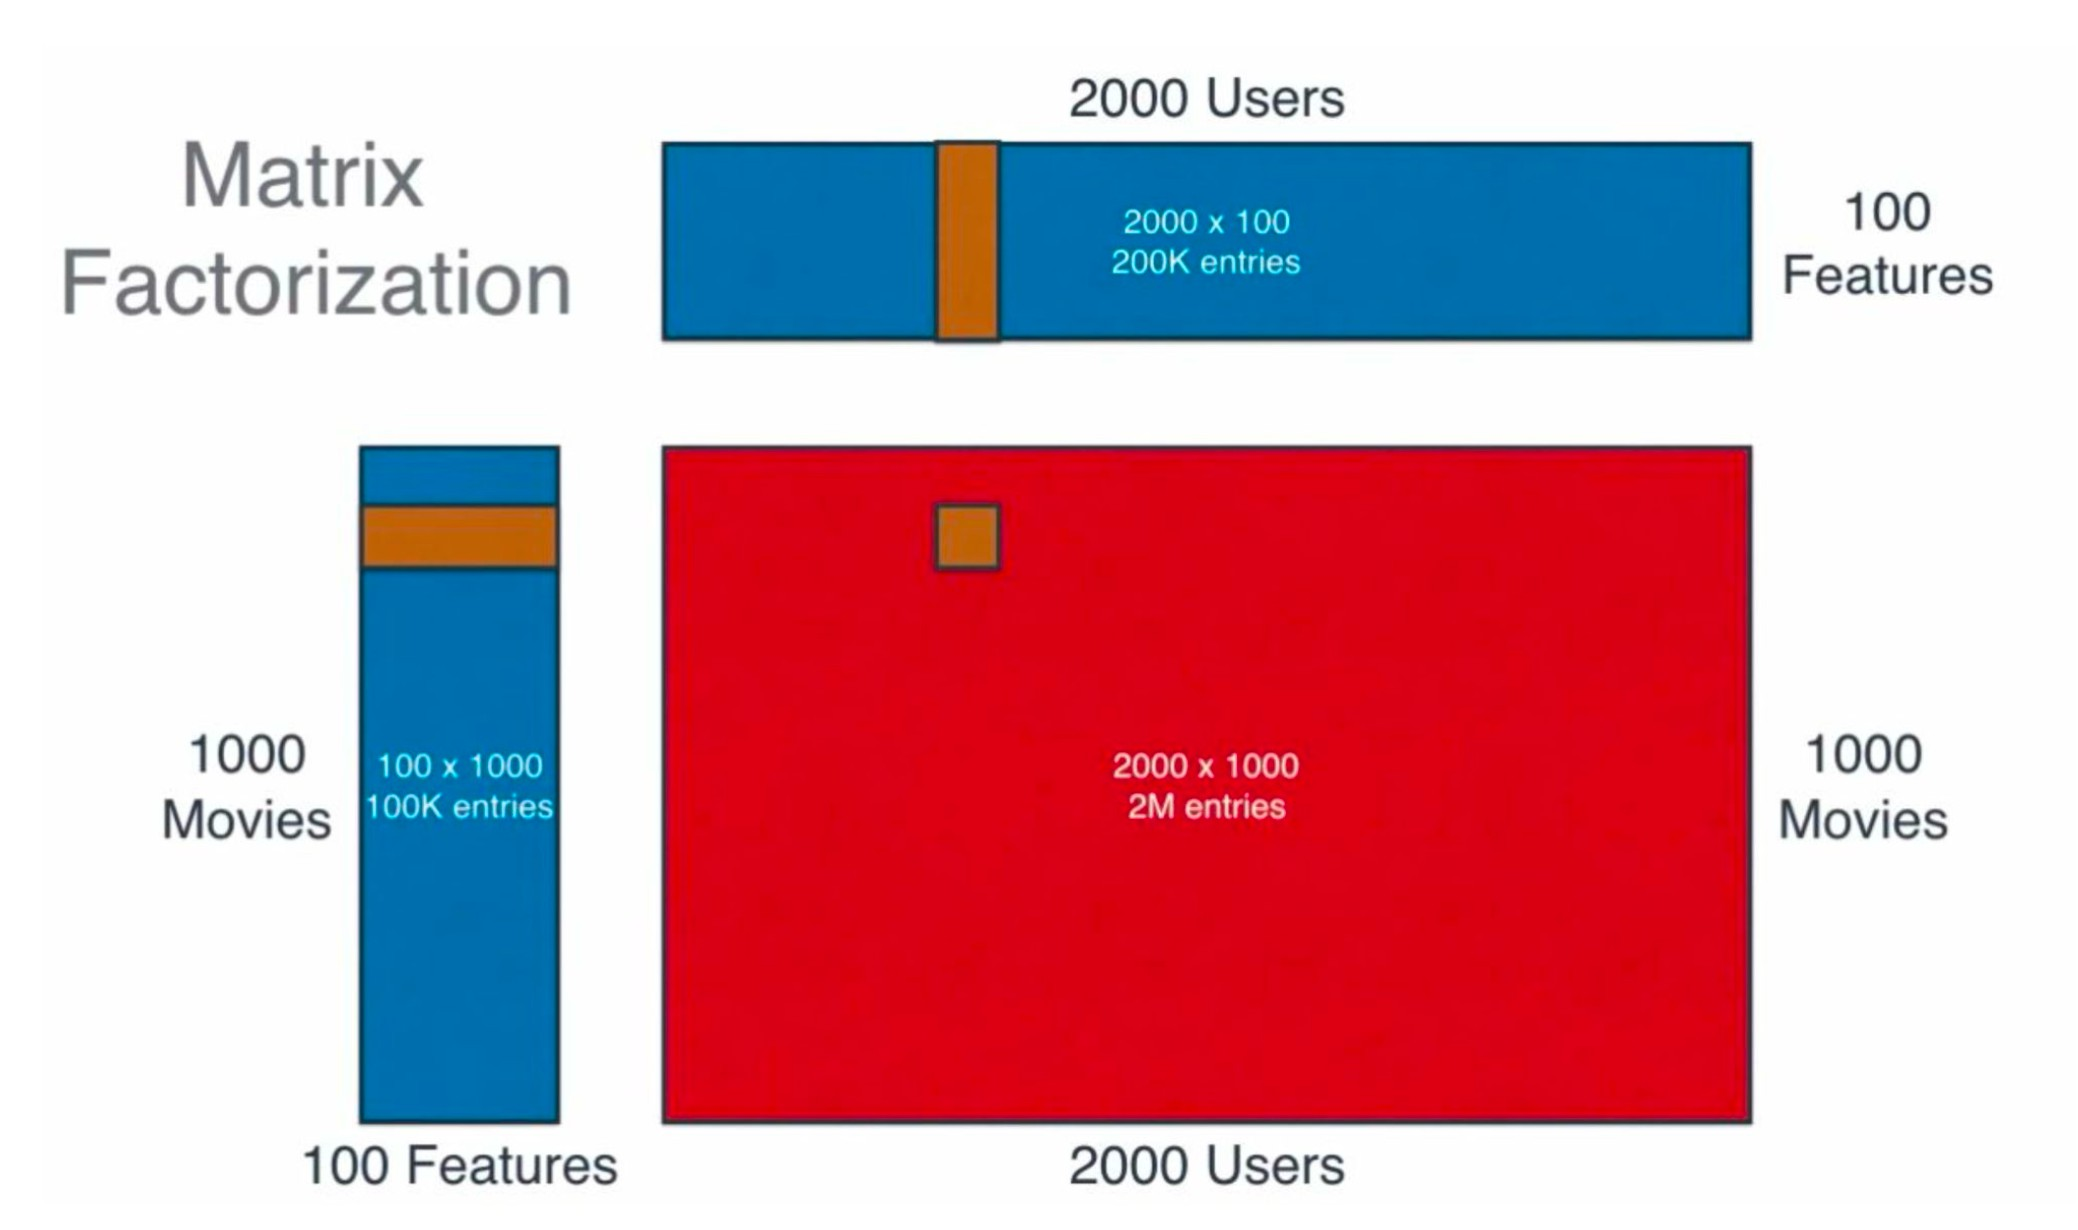 Matrix
Factorization
2000 Users
2000 x 100
200K entries
100
Features
1000
Movies
100 x 1000
100K entries
100 Features
2000 x 1000
2M entries
1000
Movies
2000 Users